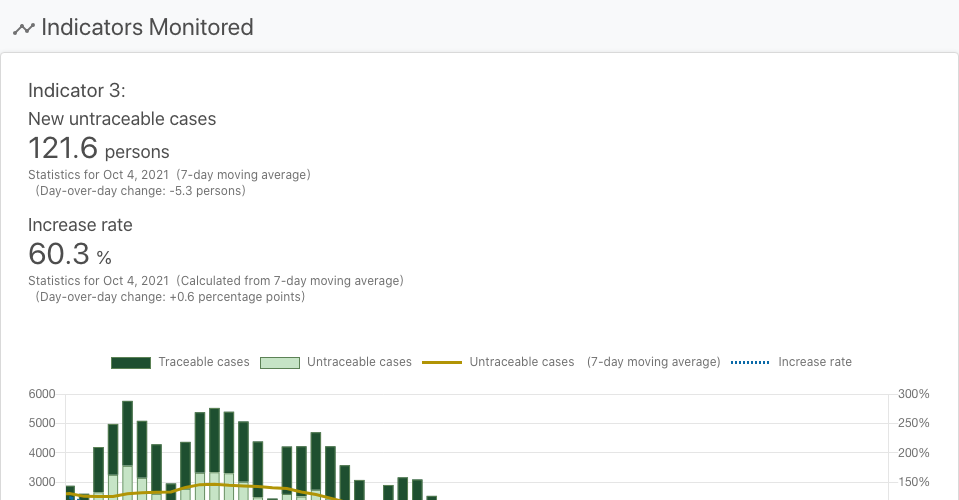 Indicators Monitored
Indicator 3:
New untraceable cases
121.6 persons
Statistics for Oct 4, 2021 (7-day moving average)
(Day-over-day change: -5.3 persons)
Increase rate
60.3 %
Statistics for Oct 4, 2021 (Calculated from 7-day moving average)
(Day-over-day change: +0.6 percentage points)
Traceable cases Untraceable cases Untraceable cases (7-day moving average) Increase rate
6000 300%
5000 250%
4000 200%
3000 150%